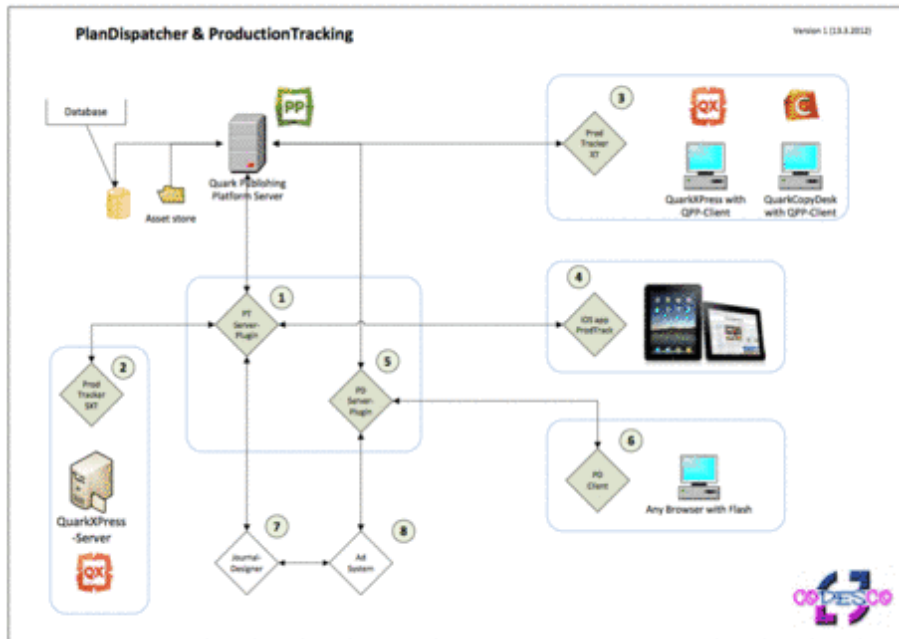 PlanDispatcher & ProductionTracking
Version 1 (13.3.2012)
Database
PP
3
QX
C
Prod
Tracker
XT
Quark Publishing
Platform Server
Asset store
QuarkXPress with
QPP-Client
QuarkCopyDesk
with QPP-Client
1
PT
Server-
Plugin
4
iOS app
ProdTrack
2
Prod
Tracker
SXT
5
PD
Server-
Plugin
6
PD
Client
Any Browser with Flash
QuarkXPress
-Server
QX
7
Journal-
Designer
8
Ad
System
CODESCO